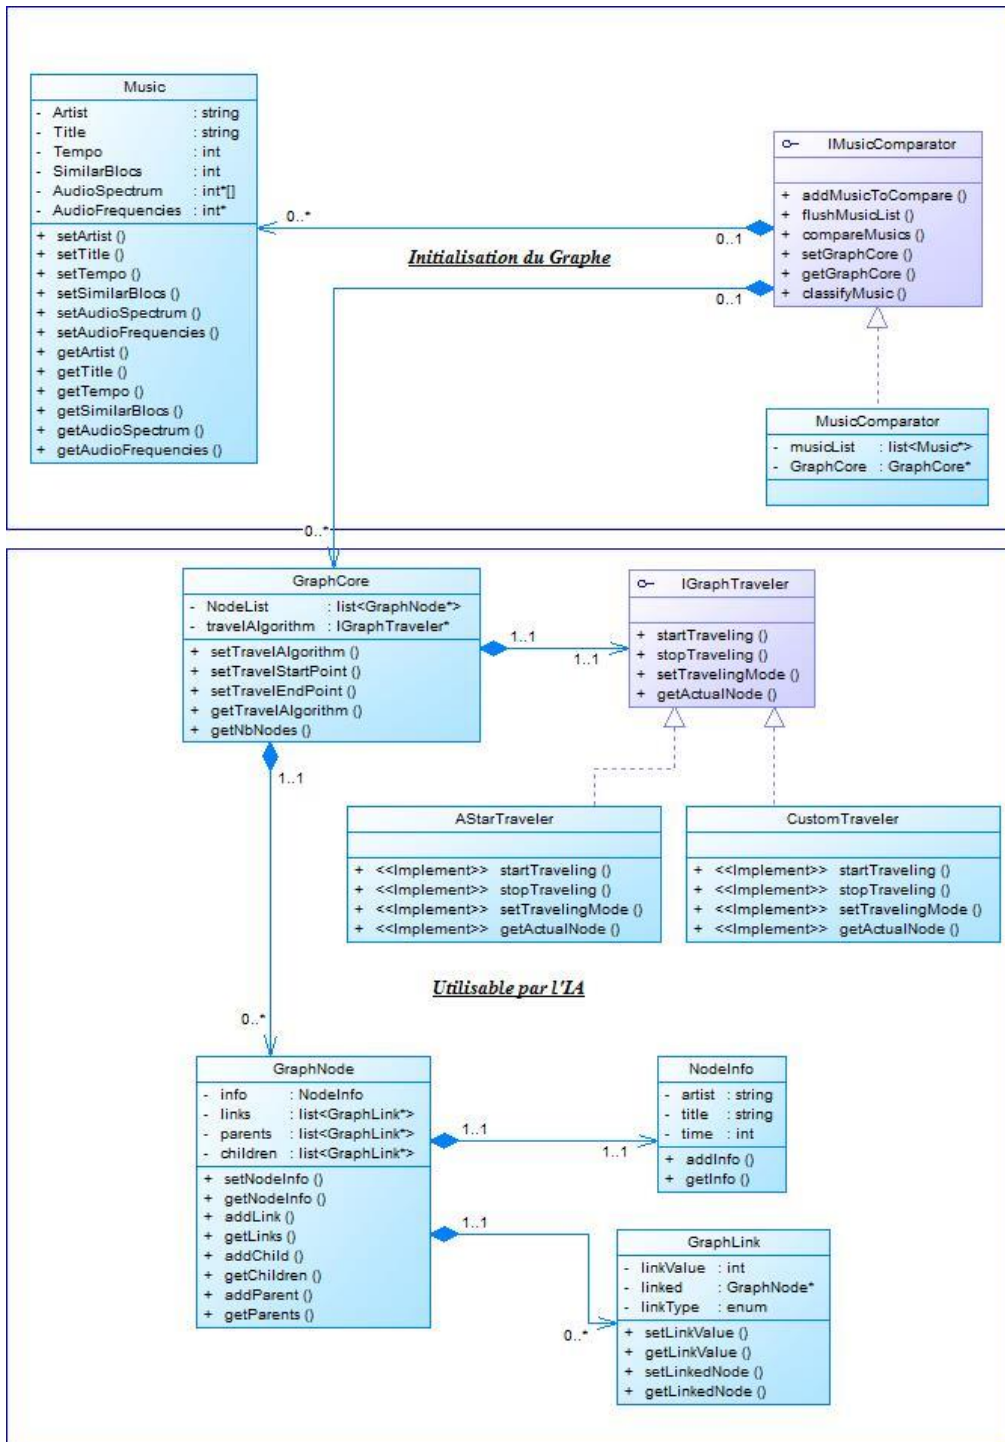 Music
- Artist : string
- Title : string
- Tempo : int
- SimilarBlocs : int
- AudioSpectrum : int*[]
- AudioFrequencies : int*
+ setArtist ()
+ setTitle ()
+ setTempo ()
+ setSimilarBlocs ()
+ setAudioSpectrum ()
+ setAudioFrequencies ()
+ getArtist ()
+ getTitle ()
+ getTempo ()
+ getSimilarBlocs ()
+ getAudioSpectrum ()
+ getAudioFrequencies ()
IMusicComparator
+ addMusicToCompare ()
+ flushMusicList ()
+ compareMusics ()
+ setGraphCore ()
+ getGraphCore ()
+ classifyMusic ()
0..*
0..1
Initialisation du Graphe
0..1
MusicComparator
- musicList : list<Music*>
- GraphCore : GraphCore*
0..*
GraphCore
- NodeList : list<GraphNode*>
- travelAlgorithm : IGraphTraveler*
+ setTravelAlgorithm ()
+ setTravelStartPoint ()
+ setTravelEndPoint ()
+ getTravelAlgorithm ()
+ getNbNodes ()
IGraphTraveler
+ startTraveling ()
+ stopTraveling ()
+ setTravelingMode ()
+ getActualNode ()
1..1
1..1
1..1
AStarTraveler
+ <<Implement>> startTraveling ()
+ <<Implement>> stopTraveling ()
+ <<Implement>> setTravelingMode ()
+ <<Implement>> getActualNode ()
CustomTraveler
+ <<Implement>> startTraveling ()
+ <<Implement>> stopTraveling ()
+ <<Implement>> setTravelingMode ()
+ <<Implement>> getActualNode ()
Utilisable par l'IA
0..*
GraphNode
- info : NodeInfo
- links : list<GraphLink*>
- parents : list<GraphLink*>
- children : list<GraphLink*>
+ setNodeInfo ()
+ getNodeInfo ()
+ addLink ()
+ getLinks ()
+ addChild ()
+ getChildren ()
+ addParent ()
+ getParents ()
1..1
1..1
NodeInfo
- artist : string
- title : string
- time : int
+ addInfo ()
+ getInfo ()
1..1
0..*
GraphLink
- linkValue : int
- linked : GraphNode*
- linkType : enum
+ setLinkValue ()
+ getLinkValue ()
+ setLinkedNode ()
+ getLinkedNode ()